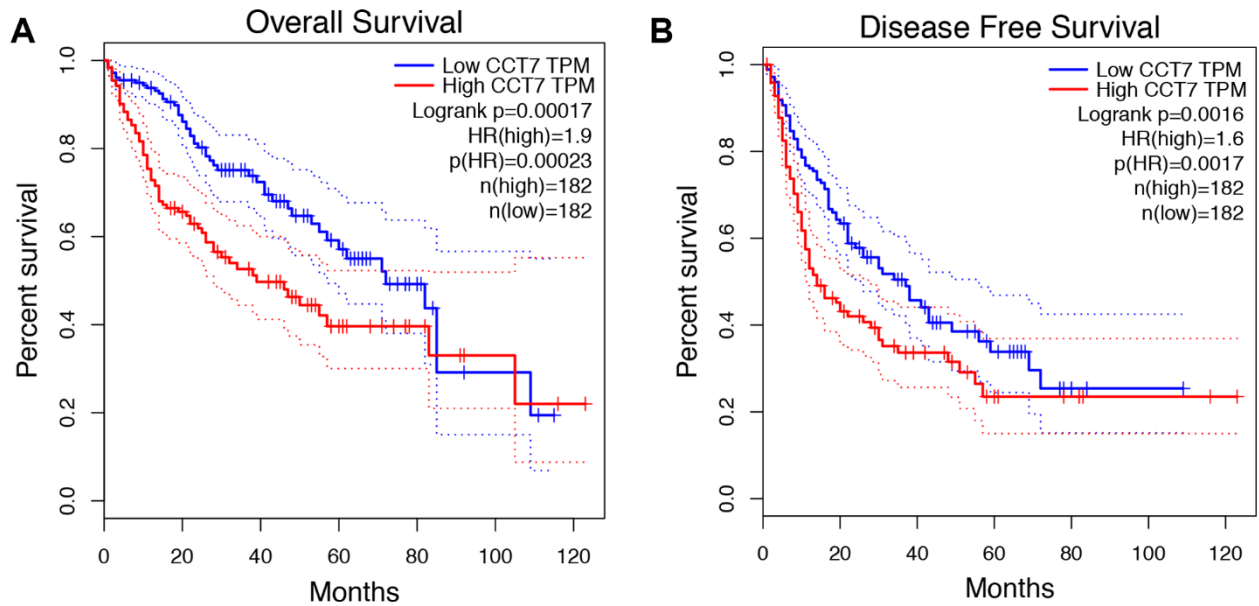 A
Overall Survival
Low CCT7 TPM
High CCT7 TPM
Logrank p=0.00017
HR(high)=1.9
p(HR)=0.00023
n(high)=182
n(low)=182
Percent survival
1.0
0.8
0.6
0.4
0.2
0.0
0 20 40 60 80 100 120
Months
B
Disease Free Survival
Low CCT7 TPM
High CCT7 TPM
Logrank p=0.0016
HR(high)=1.6
p(HR)=0.0017
n(high)=182
n(low)=182
Percent survival
1.0
0.8
0.6
0.4
0.2
0.0
0 20 40 60 80 100 120
Months